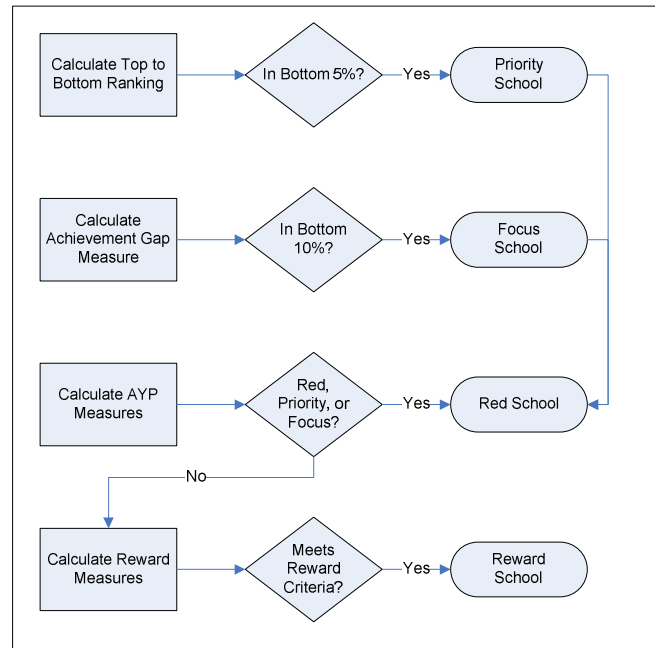 Calculate Top to
Bottom Ranking
In Bottom 5%?
Yes
Priority
School
Calculate
Achievement Gap
Measure
In Bottom
10%?
Yes
Focus
School
Calculate AYP
Measures
Red,
Priority, or
Focus?
Yes
Red School
No
Calculate Reward
Measures
Meets
Reward
Criteria?
Yes
Reward
School